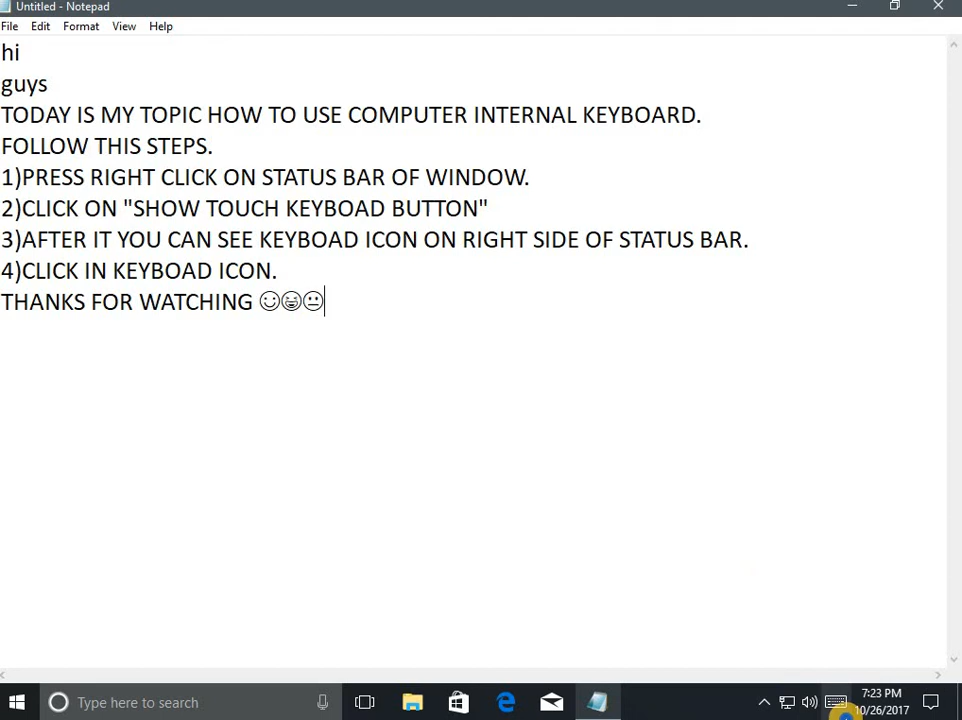 Untitled - Notepad
File Edit Format View Help
hi
guys
TODAY IS MY TOPIC HOW TO USE COMPUTER INTERNAL KEYBOARD.
FOLLOW THIS STEPS.
1)PRESS RIGHT CLICK ON STATUS BAR OF WINDOW.
2)CLICK ON "SHOW TOUCH KEYBOAD BUTTON"
3)AFTER IT YOU CAN SEE KEYBOAD ICON ON RIGHT SIDE OF STATUS BAR.
4)CLICK IN KEYBOAD ICON.
THANKS FOR WATCHING ☺😆😐
Type here to search
7:23 PM
10/26/2017